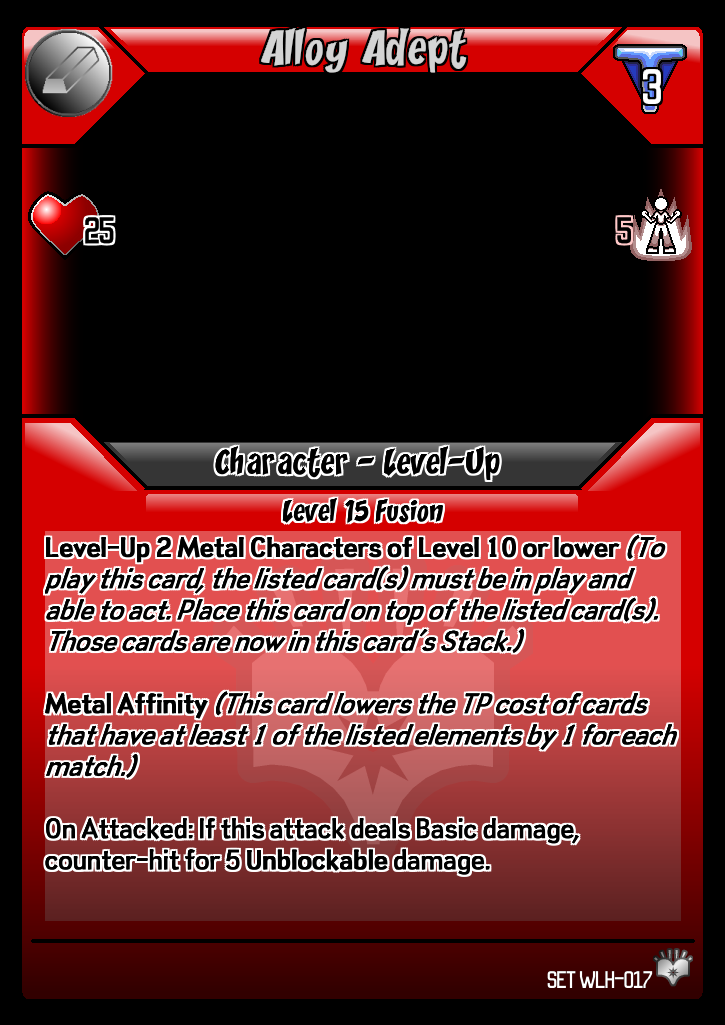 Alloy Adept
3
25
5
Character - Level-Up
Level 15 Fusion
Level-Up 2 Metal Characters of Level 10 or lower (To
play this card, the listed card(s) must be in play and
able to act. Place this card on top of the listed card(s).
Those cards are now in this card's Stack.)
Metal Affinity (This card lowers the TP cost of cards
that have at least 1 of the listed elements by 1 for each
match.)
On Attacked: If this attack deals Basic damage,
counter-hit for 5 Unblockable damage.
SET WLH-017